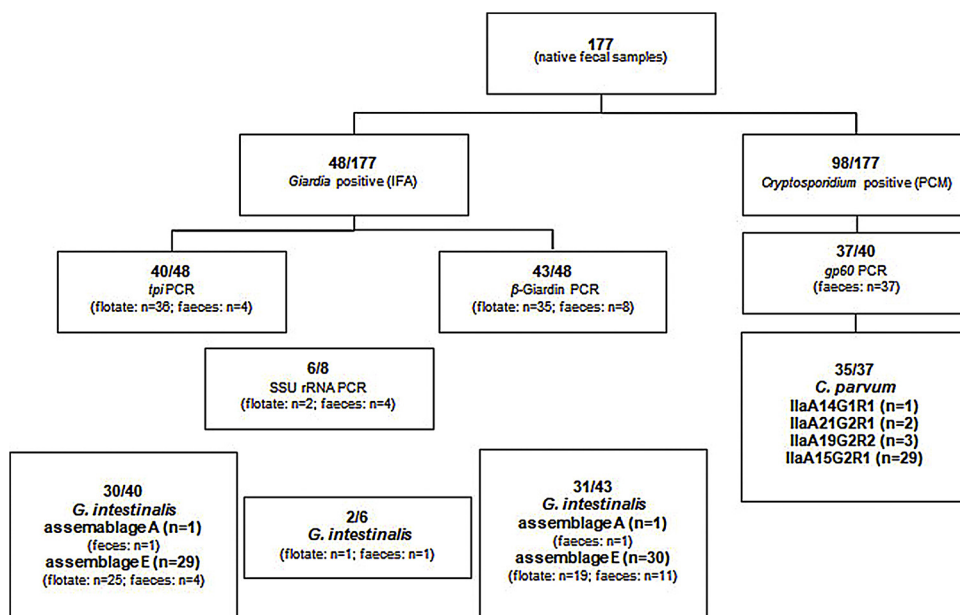 177
(native fecal samples)
48/177
Giardia positive (IFA)
98/177
Cryptosporidium positive (PCM)
40/48
tpi PCR
(flotate: n=36; faeces: n=4)
43/48
β-Giardin PCR
(flotate: n=35; faeces: n=8)
37/40
gp60 PCR
(faeces: n=37)
6/8
SSU rRNA PCR
(flotate: n=2; faeces: n=4)
35/37
C. parvum
IIaA14G1R1 (n=1)
IIaA21G2R1 (n=2)
IIaA19G2R2 (n=3)
IIaA15G2R1 (n=29)
30/40
G. intestinalis
assemablage A (n=1)
(feces: n=1)
assemblage E (n=29)
(flotate: n=25; faeces: n=4)
2/6
G. intestinalis
(flotate: n=1; faeces: n=1)
31/43
G. intestinalis
assemblage A (n=1)
(faeces: n=1)
assemblage E (n=30)
(flotate: n=19; faeces: n=11)